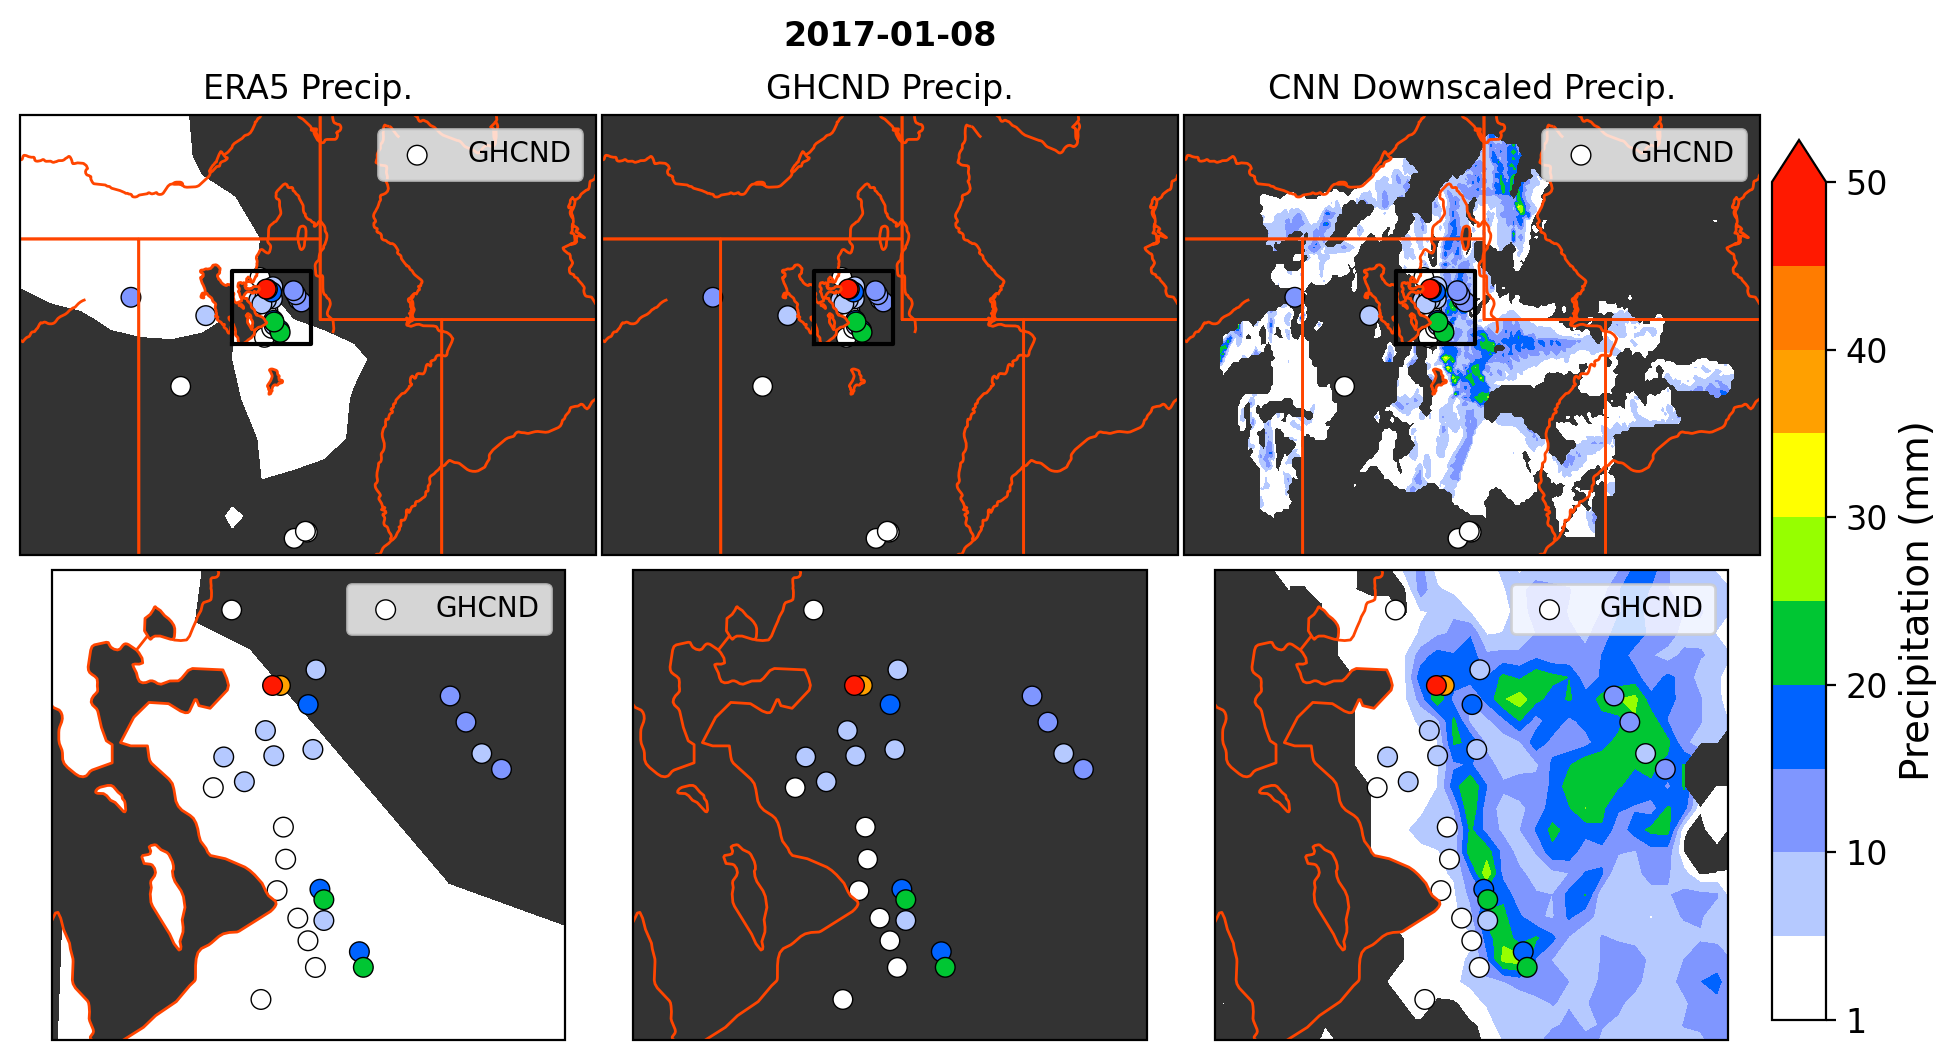 2017-01-08
ERA5 Precip.
GHCND Precip.
CNN Downscaled Precip.
GHCND
GHCND
GHCND
GHCND
50
40
30
20
10
1
Precipitation (mm)